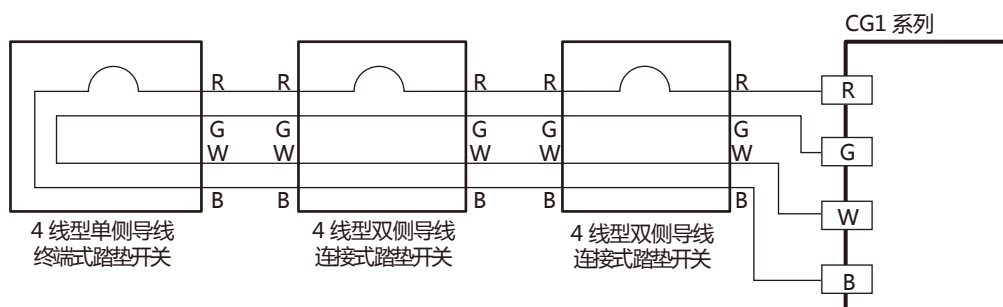 CG1 系列
R R R R R R
G G G G G
W W W W W
B B B B B
G
W
B
4 线型单侧导线
终端式踏垫开关
4 线型双侧导线
连接式踏垫开关
4 线型双侧导线
连接式踏垫开关